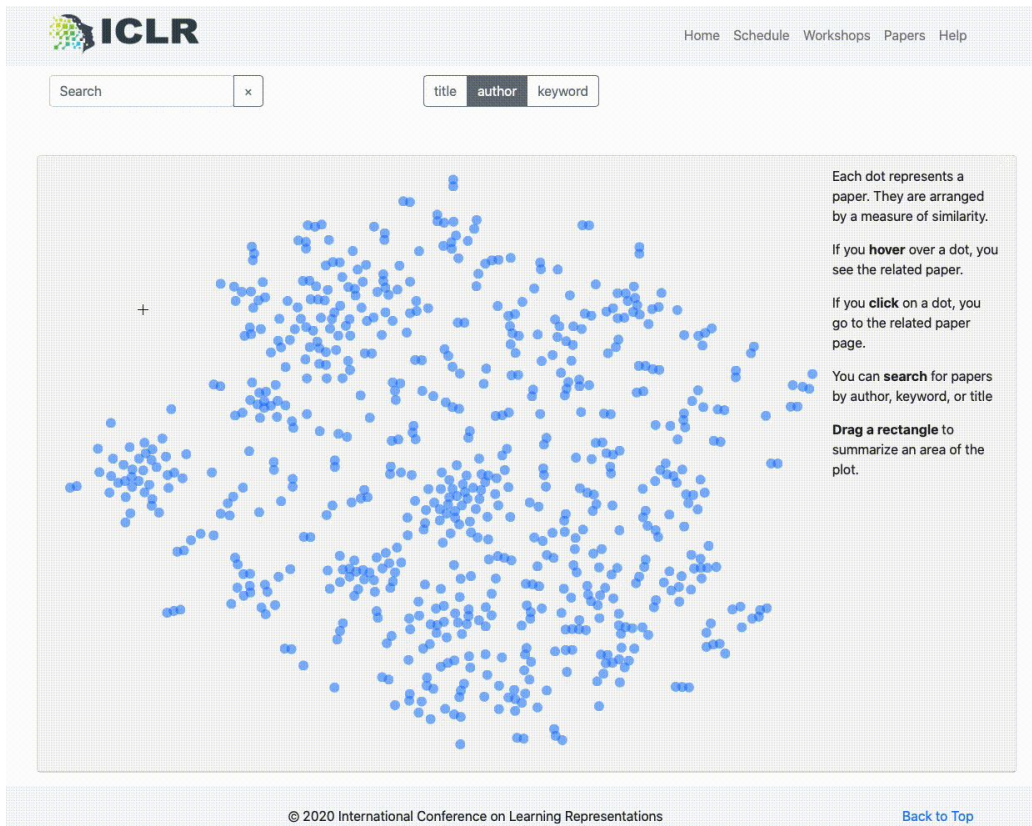 ICLR
Home Schedule Workshops Papers Help
Search × title author keyword
Each dot represents a
paper. They are arranged
by a measure of similarity.
If you hover over a dot, you
see the related paper.
If you click on a dot, you
go to the related paper
page.
You can search for papers
by author, keyword, or title
Drag a rectangle to
summarize an area of the
plot.
© 2020 International Conference on Learning Representations Back to Top